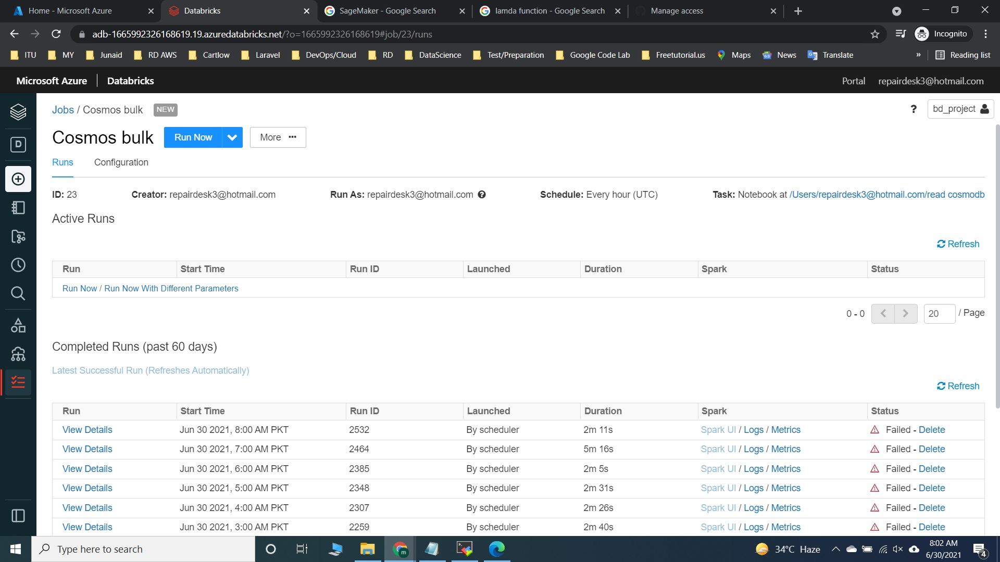 Home - Microsoft Azure
Databricks
SageMaker - Google Search
lamda function - Google Search
Manage access
adb-1665992326168619.19.azuredatabricks.net/?o=1665992326168619#job/23/runs
Incognito
ITU MY Junaid RD AWS Cartlow Laravel DevOps/Cloud RD DataScience Test/Preparation Google Code Lab Freetutorial.us Maps News Translate » Reading list
Microsoft Azure Databricks Portal repairdesk3@hotmail.com
Jobs / Cosmos bulk NEW ? bd_project
D
Cosmos bulk Run Now More ···
Runs Configuration
ID: 23 Creator: repairdesk3@hotmail.com Run As: repairdesk3@hotmail.com Schedule: Every hour (UTC) Task: Notebook at /Users/repairdesk3@hotmail.com/read cosmodb
Active Runs
Refresh
Run Start Time Run ID Launched Duration Spark Status
Run Now / Run Now With Different Parameters
0 - 0 20 / Page
Completed Runs (past 60 days)
Latest Successful Run (Refreshes Automatically)
Refresh
Run Start Time Run ID Launched Duration Spark Status
View Details Jun 30 2021, 8:00 AM PKT 2532 By scheduler 2m 11s Spark UI / Logs / Metrics Failed - Delete
View Details Jun 30 2021, 7:00 AM PKT 2464 By scheduler 5m 16s Spark UI / Logs / Metrics Failed - Delete
View Details Jun 30 2021, 6:00 AM PKT 2385 By scheduler 2m 5s Spark UI / Logs / Metrics Failed - Delete
View Details Jun 30 2021, 5:00 AM PKT 2348 By scheduler 2m 31s Spark UI / Logs / Metrics Failed - Delete
View Details Jun 30 2021, 4:00 AM PKT 2307 By scheduler 2m 26s Spark UI / Logs / Metrics Failed - Delete
View Details Jun 30 2021, 3:00 AM PKT 2259 By scheduler 2m 40s Spark UI / Logs / Metrics Failed - Delete
Type here to search
34°C Haze
8:02 AM
6/30/2021
4